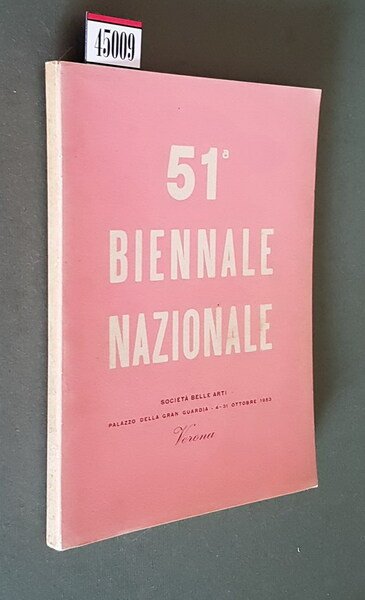 45009
51ª
BIENNALE
NAZIONALE
SOCIETÀ BELLE ARTI
PALAZZO DELLA GRAN GUARDIA - 4-31 OTTOBRE 1953
Verona